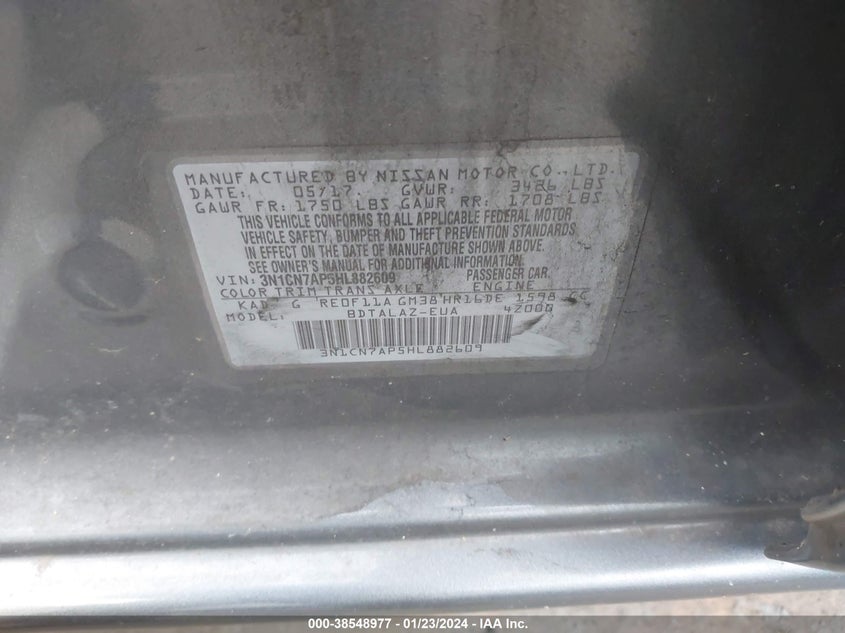 MANUFACTURED BY NISSAN MOTOR CO., LTD.
DATE: 05/17. GVWR: 3486 LBS
GAWR FR: 1750 LBS GAWR RR: 1708 LBS
THIS VEHICLE CONFORMS TO ALL APPLICABLE FEDERAL MOTOR
VEHICLE SAFETY, BUMPER AND THEFT PREVENTION STANDARDS
IN EFFECT ON THE DATE OF MANUFACTURE SHOWN ABOVE.
SEE OWNER'S MANUAL FOR ADDITIONAL INFORMATION.
VIN: 3N1CN7AP5HL882609 PASSENGER CAR.
COLOR TRIM TRANS AXLE ENGINE
KAD G RE0F11A GM38 HR16DE 1598 CC
MODEL: BDTALAZ-EUA 42000
3N1CN7AP5HL882609
000-38548977 - 01/23/2024 - IAAI Inc.